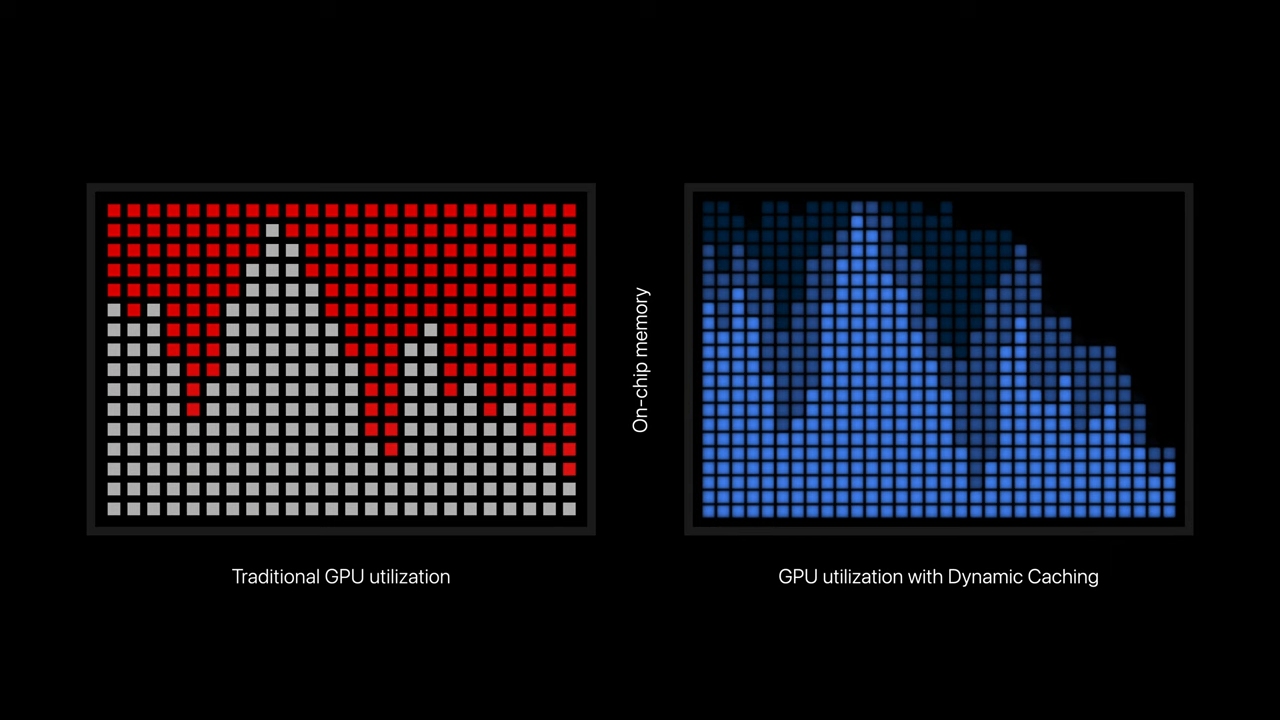 On-chip memory
Traditional GPU utilization
GPU utilization with Dynamic Caching